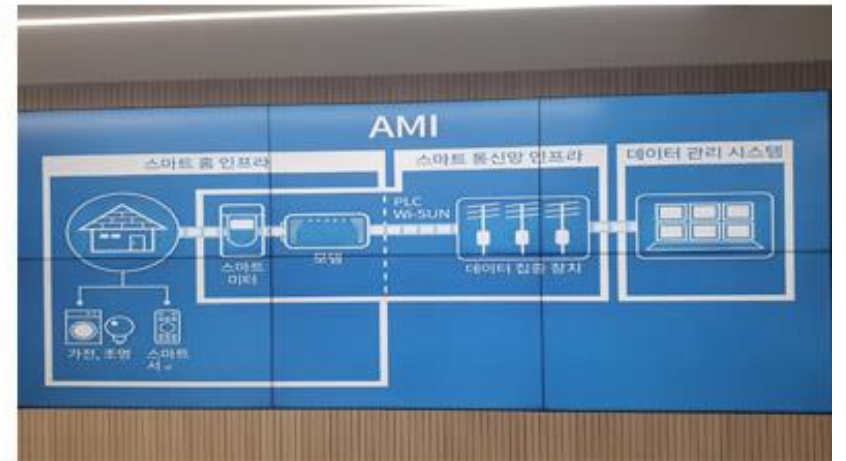 AMI
스마트 홈 인프라
스마트 통신망 인프라
데이터 관리 시스템
PLC
Wi-SUN
스마트
미터
모뎀
데이터 집중 장치
가전, 조명
스마트